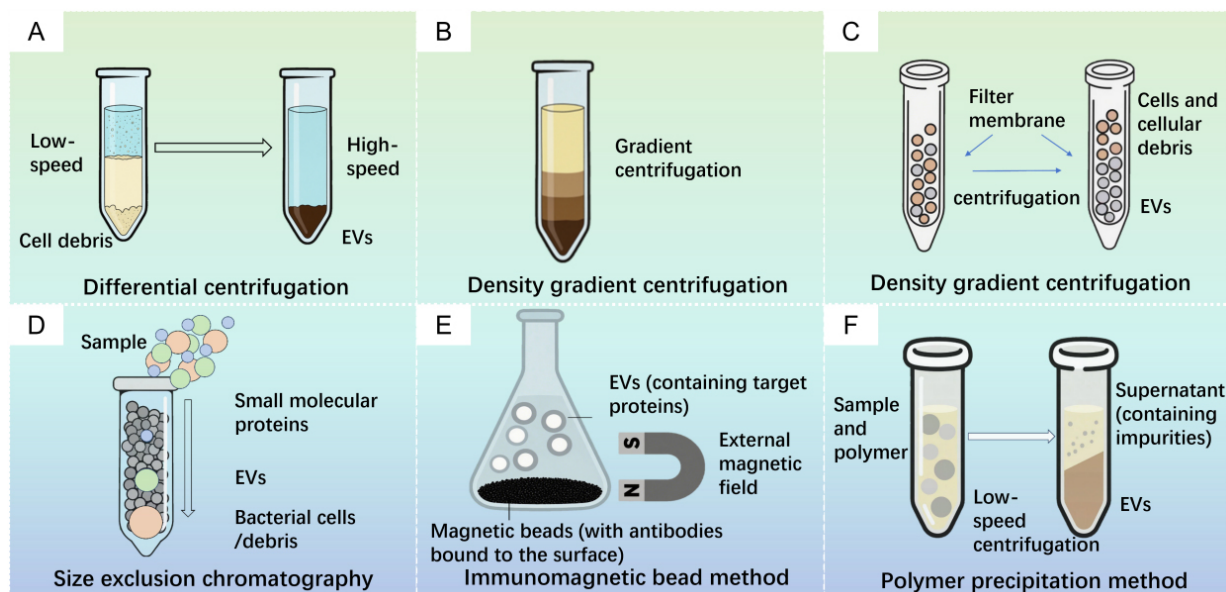 A
Low-
speed
High-
speed
Cell debris
EVs
Differential centrifugation
B
Gradient
centrifugation
Density gradient centrifugation
C
Filter
membrane
Cells and
cellular
debris
centrifugation
EVs
Density gradient centrifugation
D
Sample
Small molecular
proteins
EVs
Bacterial cells
/debris
Size exclusion chromatography
E
EVs (containing target
proteins)
S
N
External
magnetic
field
Magnetic beads (with antibodies
bound to the surface)
Immunomagnetic bead method
F
Sample
and
polymer
Supernatant
(containing
impurities)
Low-
speed
centrifugation
EVs
Polymer precipitation method